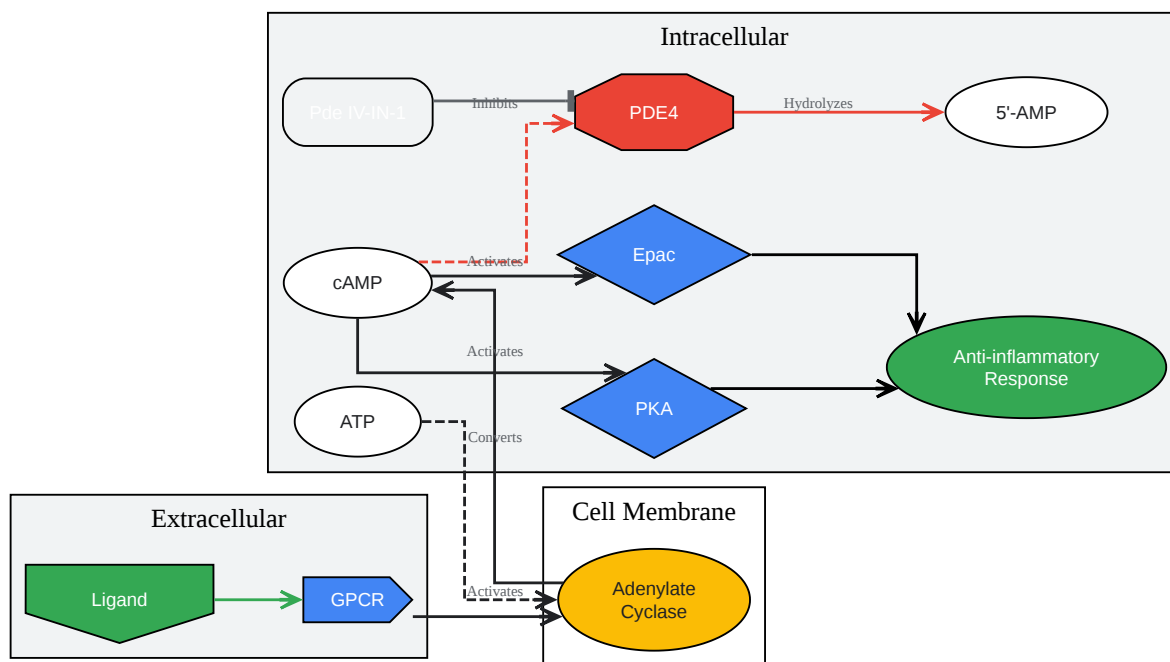 Intracellular
Pde IV-IN-1
Inhibits
PDE4
Hydrolyzes
5'-AMP
Epac
Activates
cAMP
Activates
Anti-inflammatory
Response
PKA
ATP
Converts
Extracellular
Cell Membrane
Ligand
GPCR
Activates
Adenylate
Cyclase